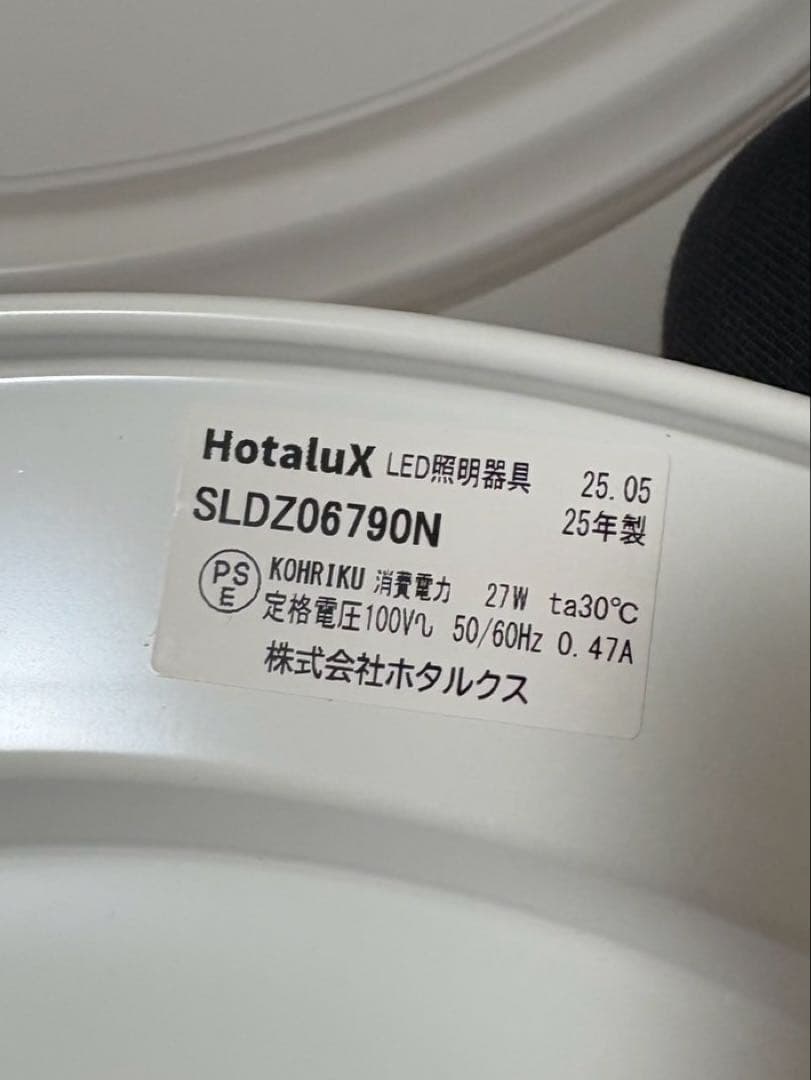 HotaluX LED照明器具 25.05
SLDZ06790N 25年製
PS
E
KOHRIKU 消費電力 27W ta30℃
定格電圧100V∿ 50/60Hz 0.47A
株式会社ホタルクス